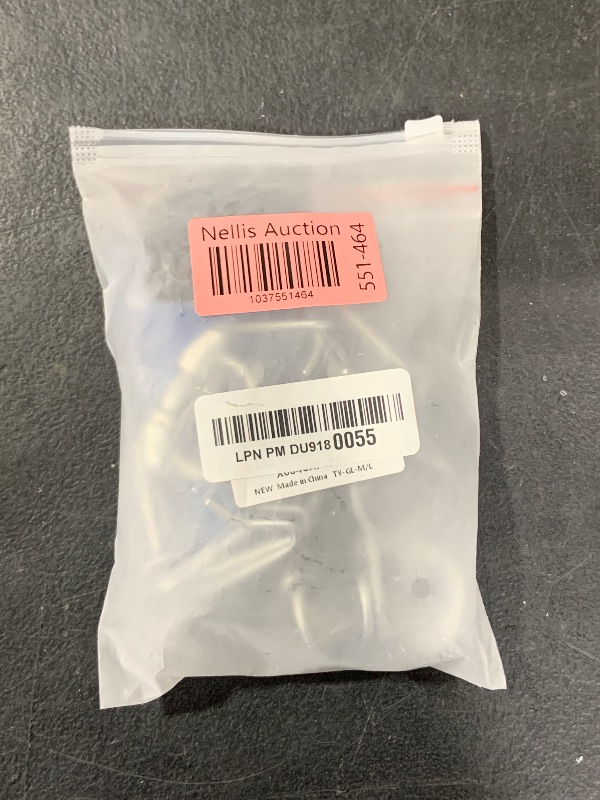 Nellis Auction
1037551464
551-464
LPN PM DU918 0055
NEW Made in China TY-GL-M/L